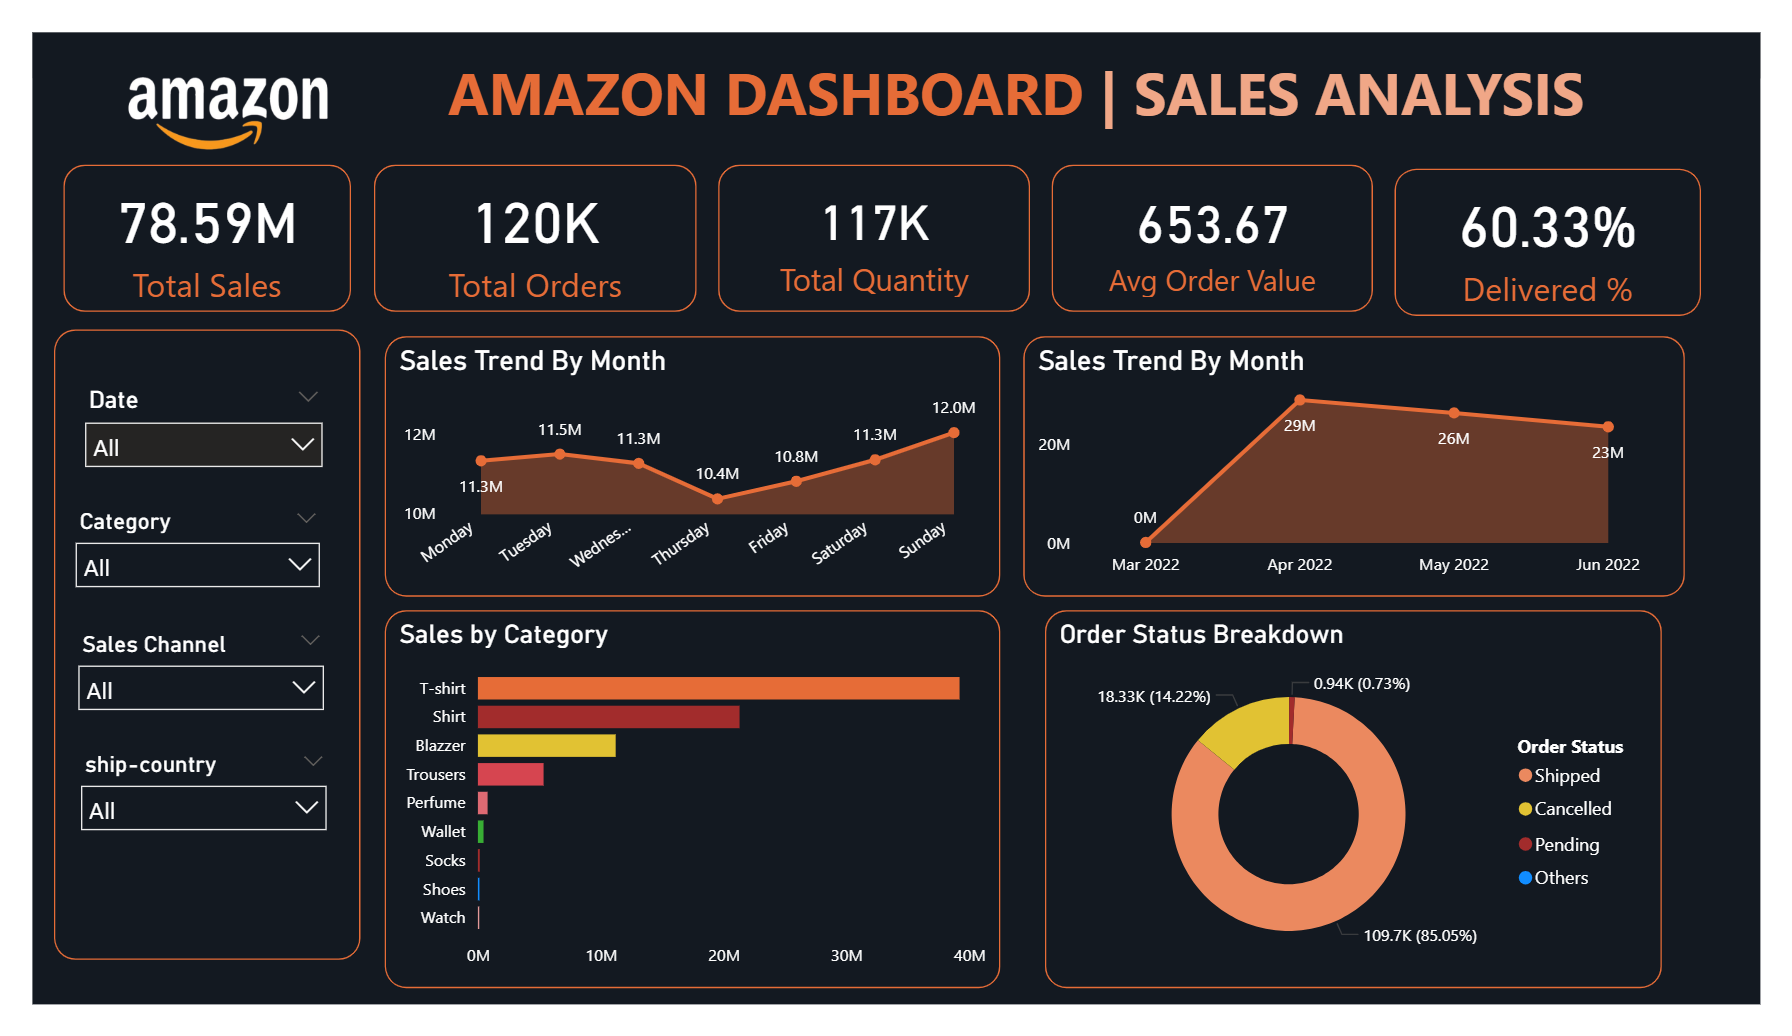 amazon
AMAZON DASHBOARD | SALES ANALYSIS
78.59M
Total Sales
120K
Total Orders
117K
Total Quantity
653.67
Avg Order Value
60.33%
Delivered %
Date
All
Category
All
Sales Channel
All
ship-country
All
Sales Trend By Month
12M
10M
11.3M
11.5M
11.3M
10.4M
10.8M
11.3M
12.0M
Monday
Tuesday
Wednes...
Thursday
Friday
Saturday
Sunday
Sales Trend By Month
20M
0M
0M
29M
26M
23M
Mar 2022
Apr 2022
May 2022
Jun 2022
Sales by Category
T-shirt
Shirt
Blazzer
Trousers
Perfume
Wallet
Socks
Shoes
Watch
0M
10M
20M
30M
40M
Order Status Breakdown
18.33K (14.22%)
0.94K (0.73%)
109.7K (85.05%)
Order Status
Shipped
Cancelled
Pending
Others